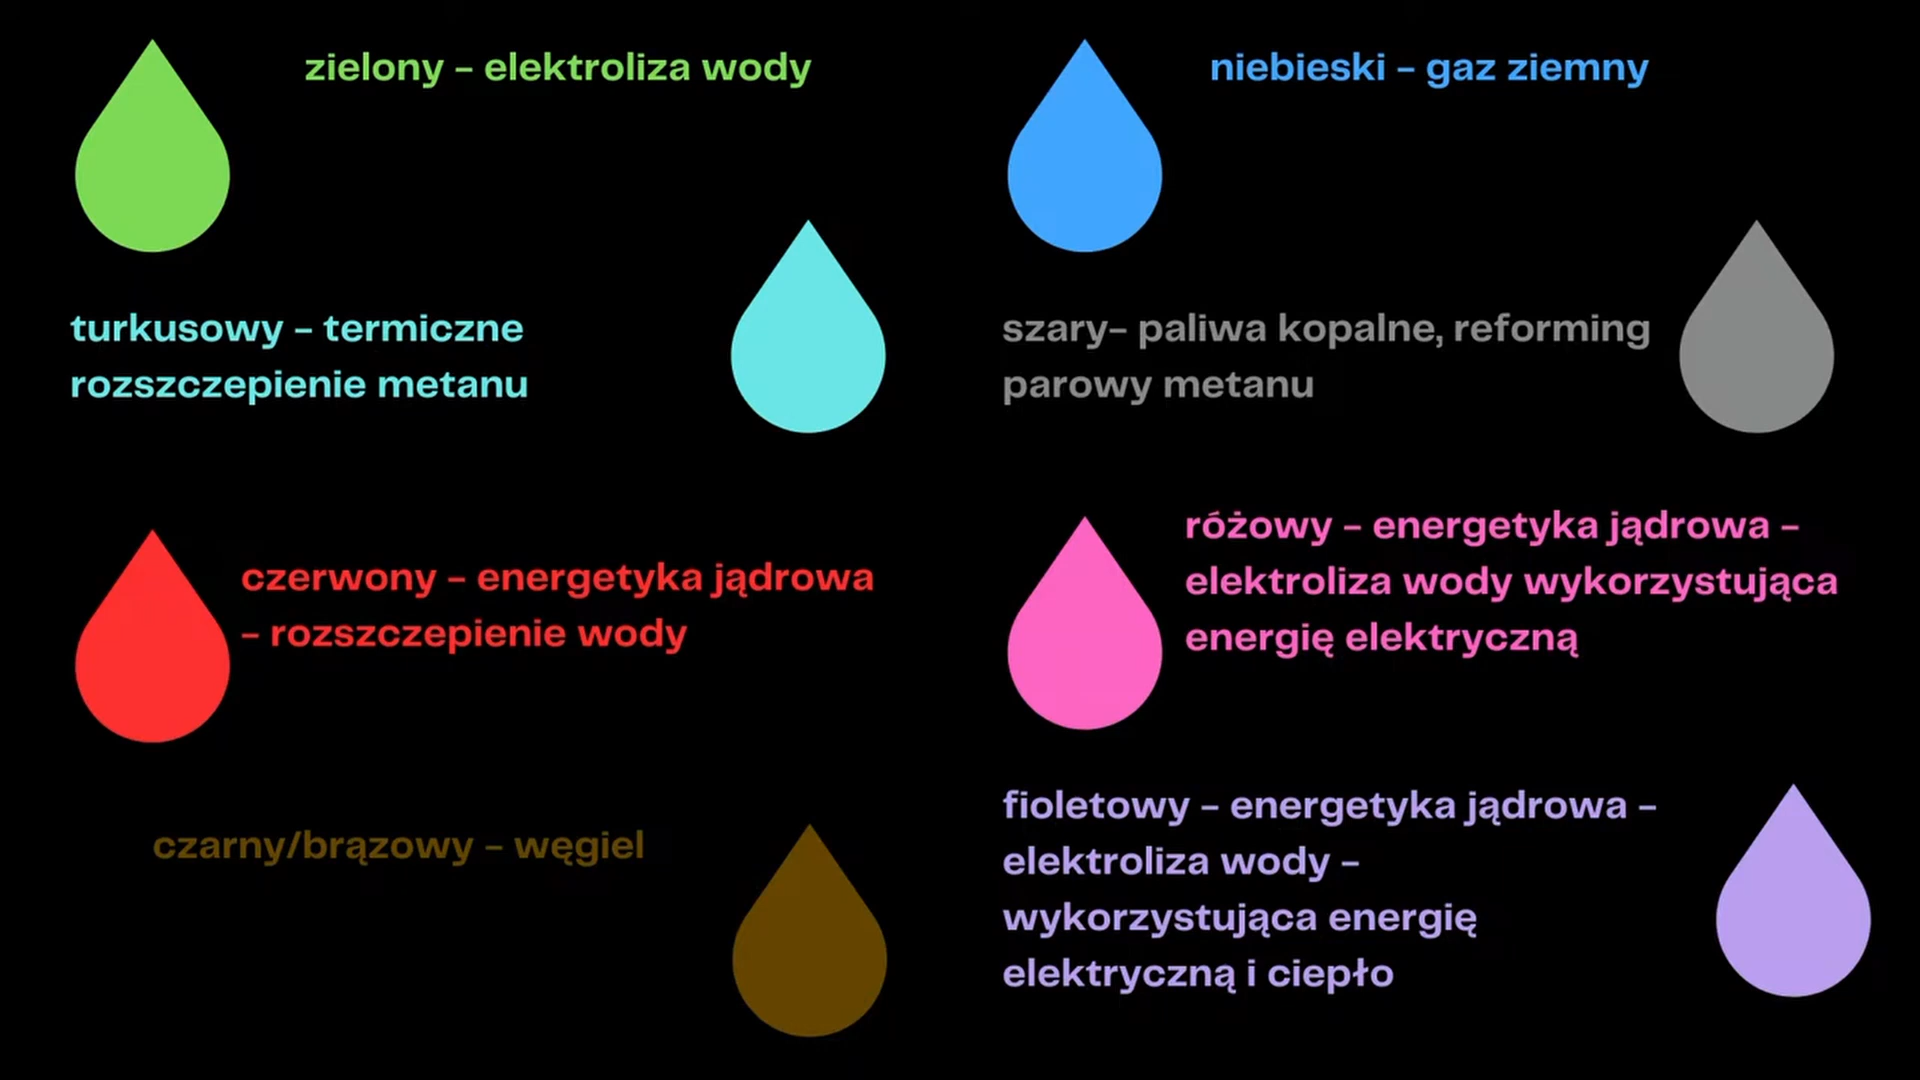 zielony - elektroliza wody
niebieski - gaz ziemny
turkusowy - termiczne
rozszczepienie metanu
szary- paliwa kopalne, reforming
parowy metanu
czerwony - energetyka jądrowa
- rozszczepienie wody
różowy - energetyka jądrowa -
elektroliza wody wykorzystująca
energię elektryczną
czarny/brązowy - węgiel
fioletowy - energetyka jądrowa -
elektroliza wody -
wykorzystująca energię
elektryczną i ciepło